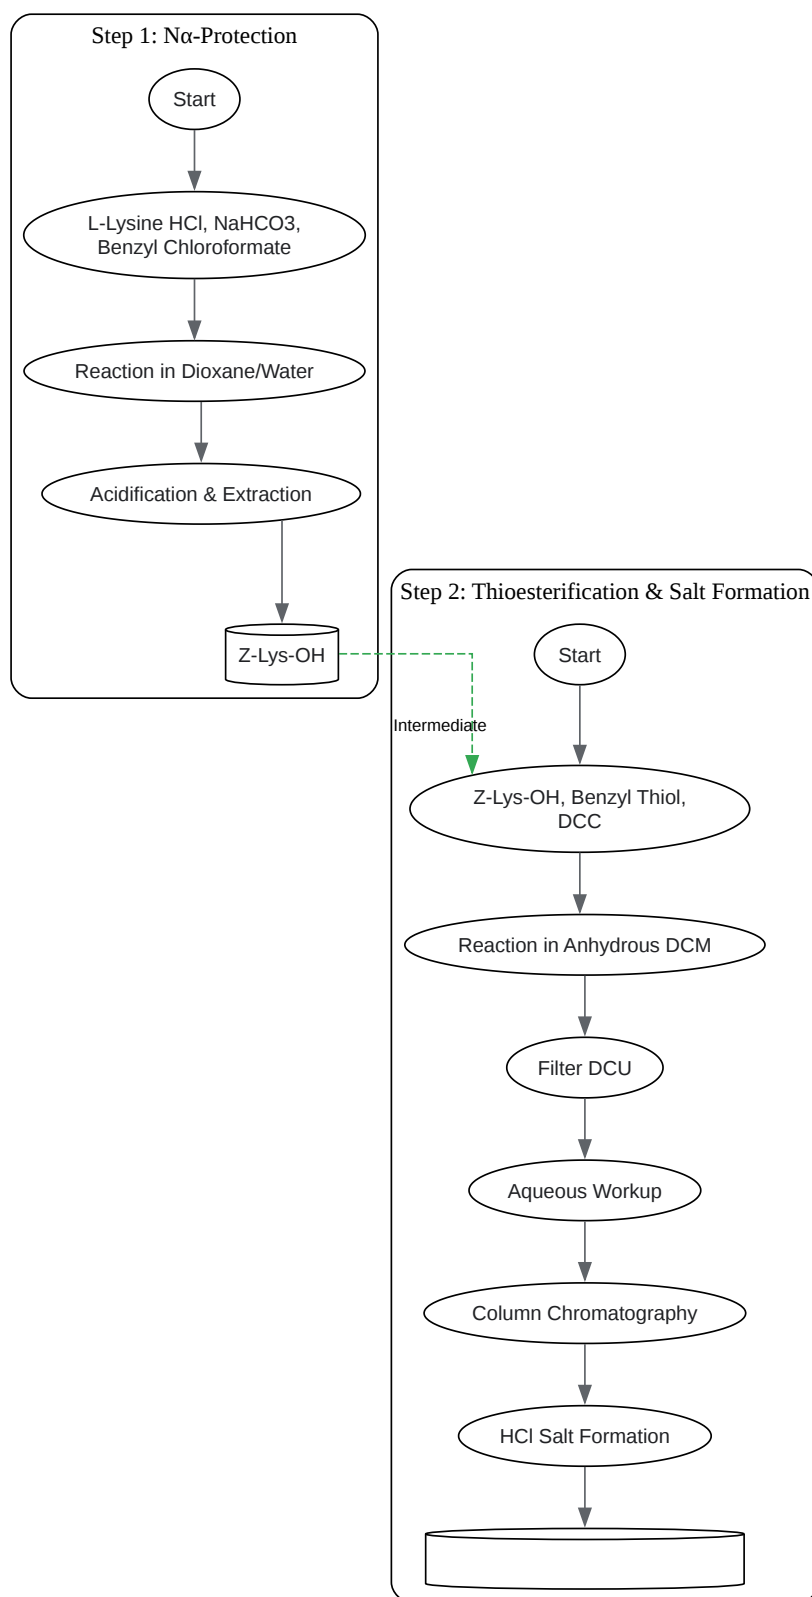 Step 1: Nα-Protection
Start
L-Lysine HCl, NaHCO3,
Benzyl Chloroformate
Reaction in Dioxane/Water
Acidification & Extraction
Z-Lys-OH
Intermediate
Step 2: Thioesterification & Salt Formation
Start
Z-Lys-OH, Benzyl Thiol,
DCC
Reaction in Anhydrous DCM
Filter DCU
Aqueous Workup
Column Chromatography
HCl Salt Formation